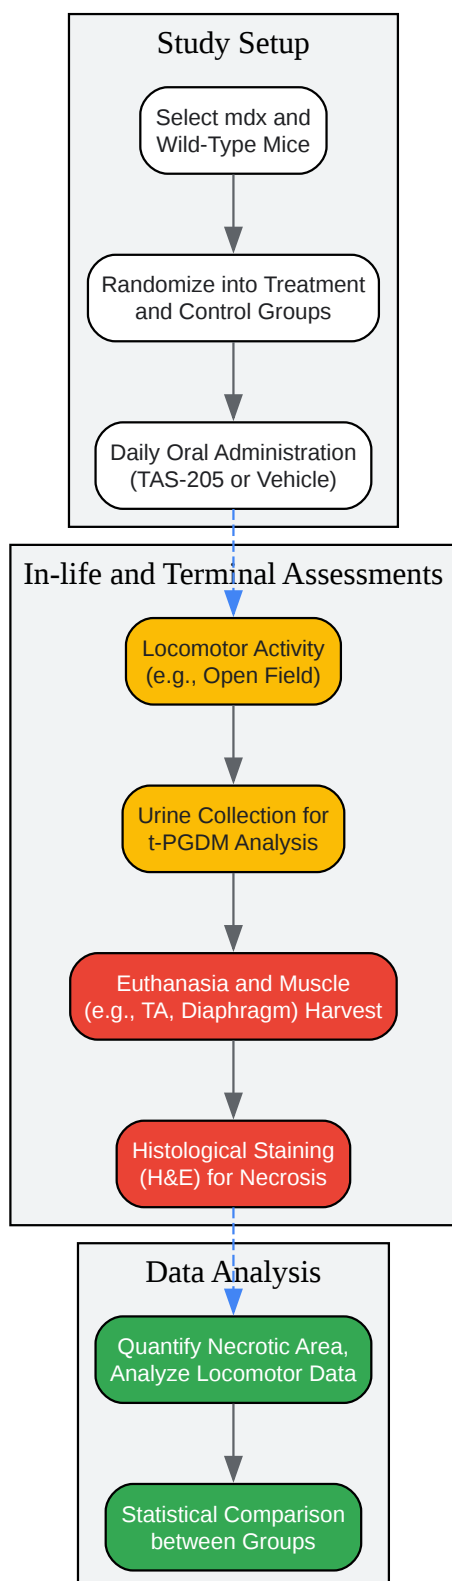 Study Setup
Select mdx and
Wild-Type Mice
Randomize into Treatment
and Control Groups
Daily Oral Administration
(TAS-205 or Vehicle)
In-life and Terminal Assessments
Locomotor Activity
(e.g., Open Field)
Urine Collection for
t-PGDM Analysis
Euthanasia and Muscle
(e.g., TA, Diaphragm) Harvest
Histological Staining
(H&E) for Necrosis
Data Analysis
Quantify Necrotic Area,
Analyze Locomotor Data
Statistical Comparison
between Groups